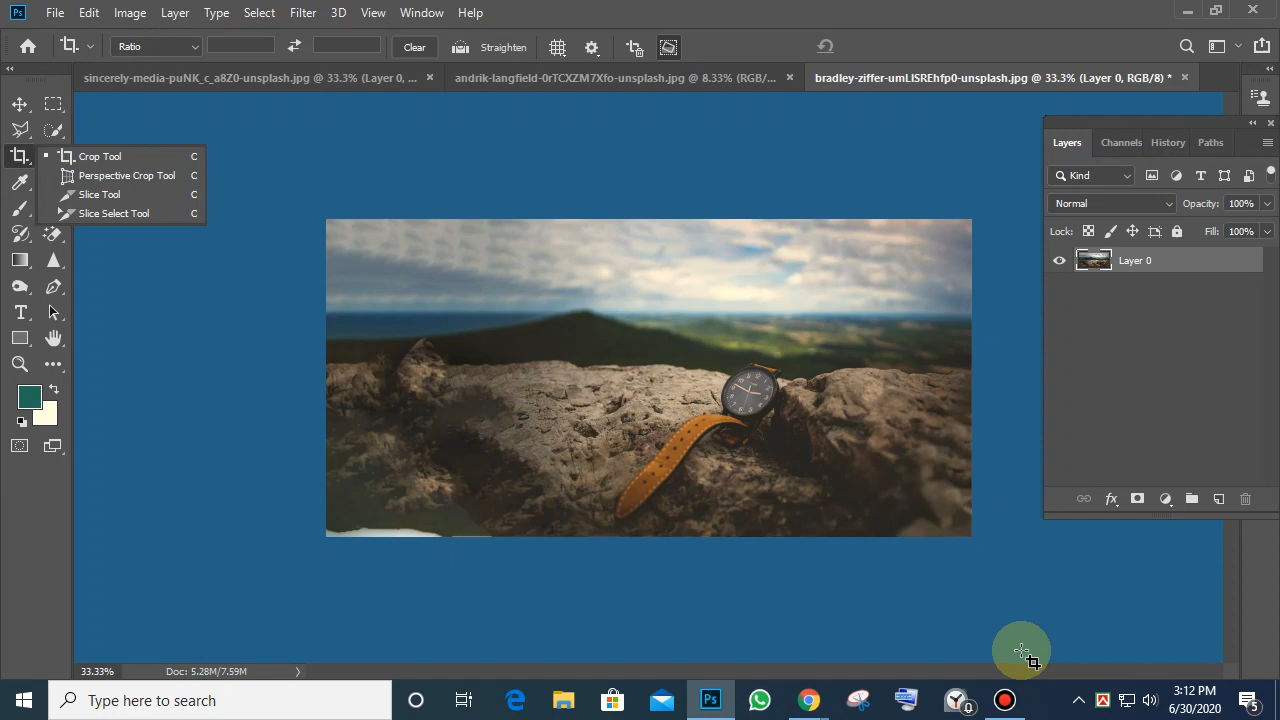 Ps File Edit Image Layer Type Select Filter 3D View Window Help
Ratio Clear Straighten
sincerely-media-puNK_c_a8Z0-unsplash.jpg @ 33.3% (Layer 0, ...
andrik-langfield-0rTCXZM7Xfo-unsplash.jpg @ 8.33% (RGB/...
bradley-ziffer-umLISREhfp0-unsplash.jpg @ 33.3% (Layer 0, RGB/8) *
Crop Tool C
Perspective Crop Tool C
Slice Tool C
Slice Select Tool C
Layers Channels History Paths
Kind
Normal Opacity: 100%
Lock: Fill: 100%
Layer 0
33.33% Doc: 5.28M/7.59M
Type here to search
Ps
0
3:12 PM
6/30/2020
5